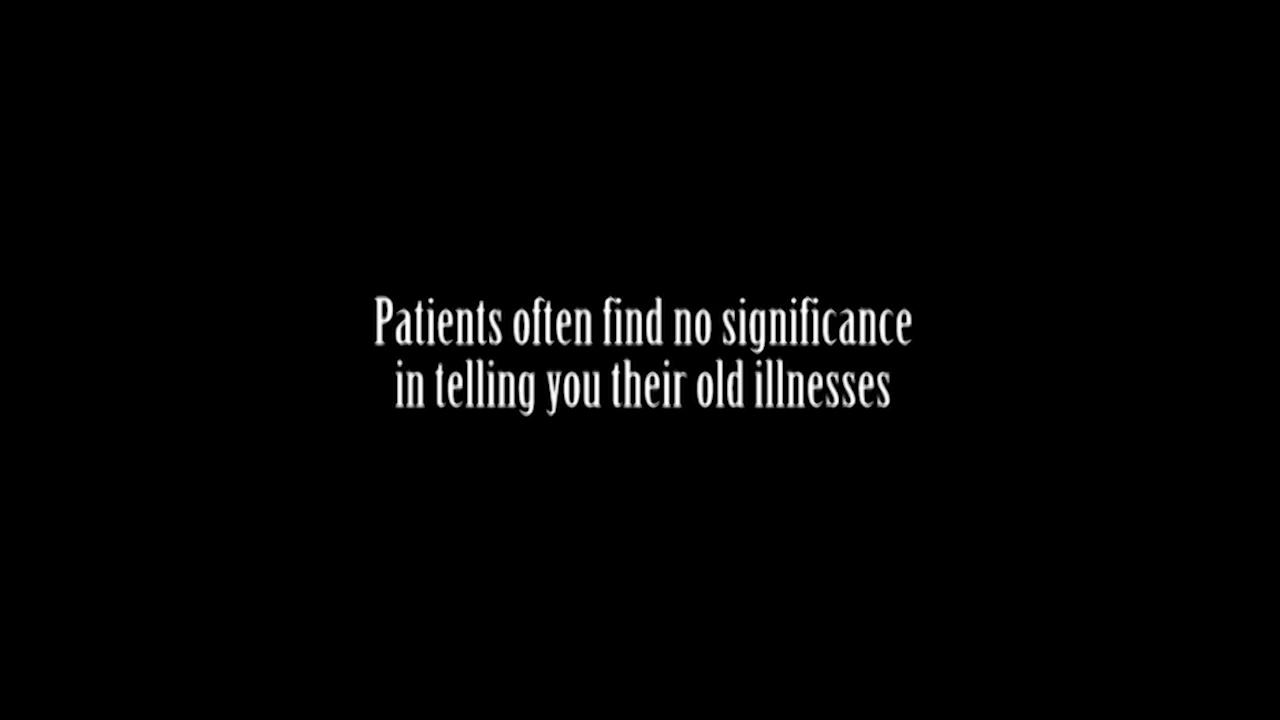 Patients often find no significance
in telling you their old illnesses